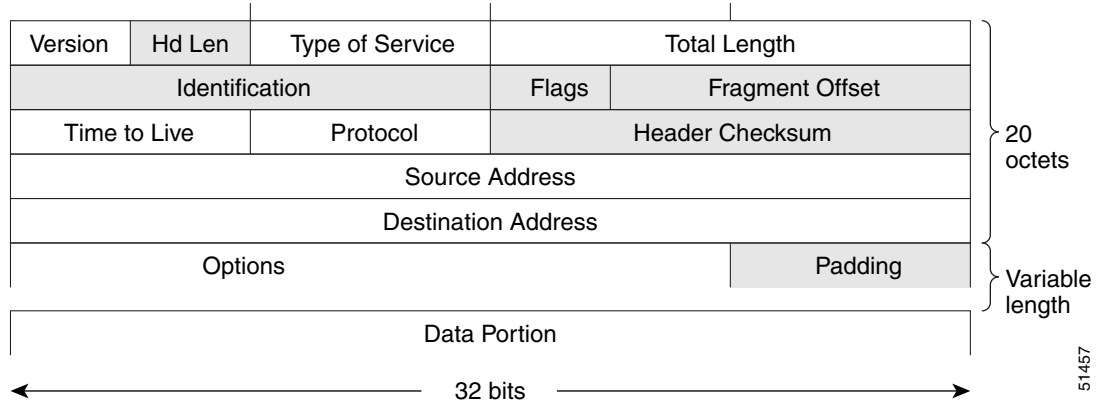 Version Hd Len Type of Service Total Length
Identification Flags Fragment Offset
Time to Live Protocol Header Checksum
Source Address
Destination Address
Options Padding
Data Portion
32 bits
20
octets
Variable
length
51457